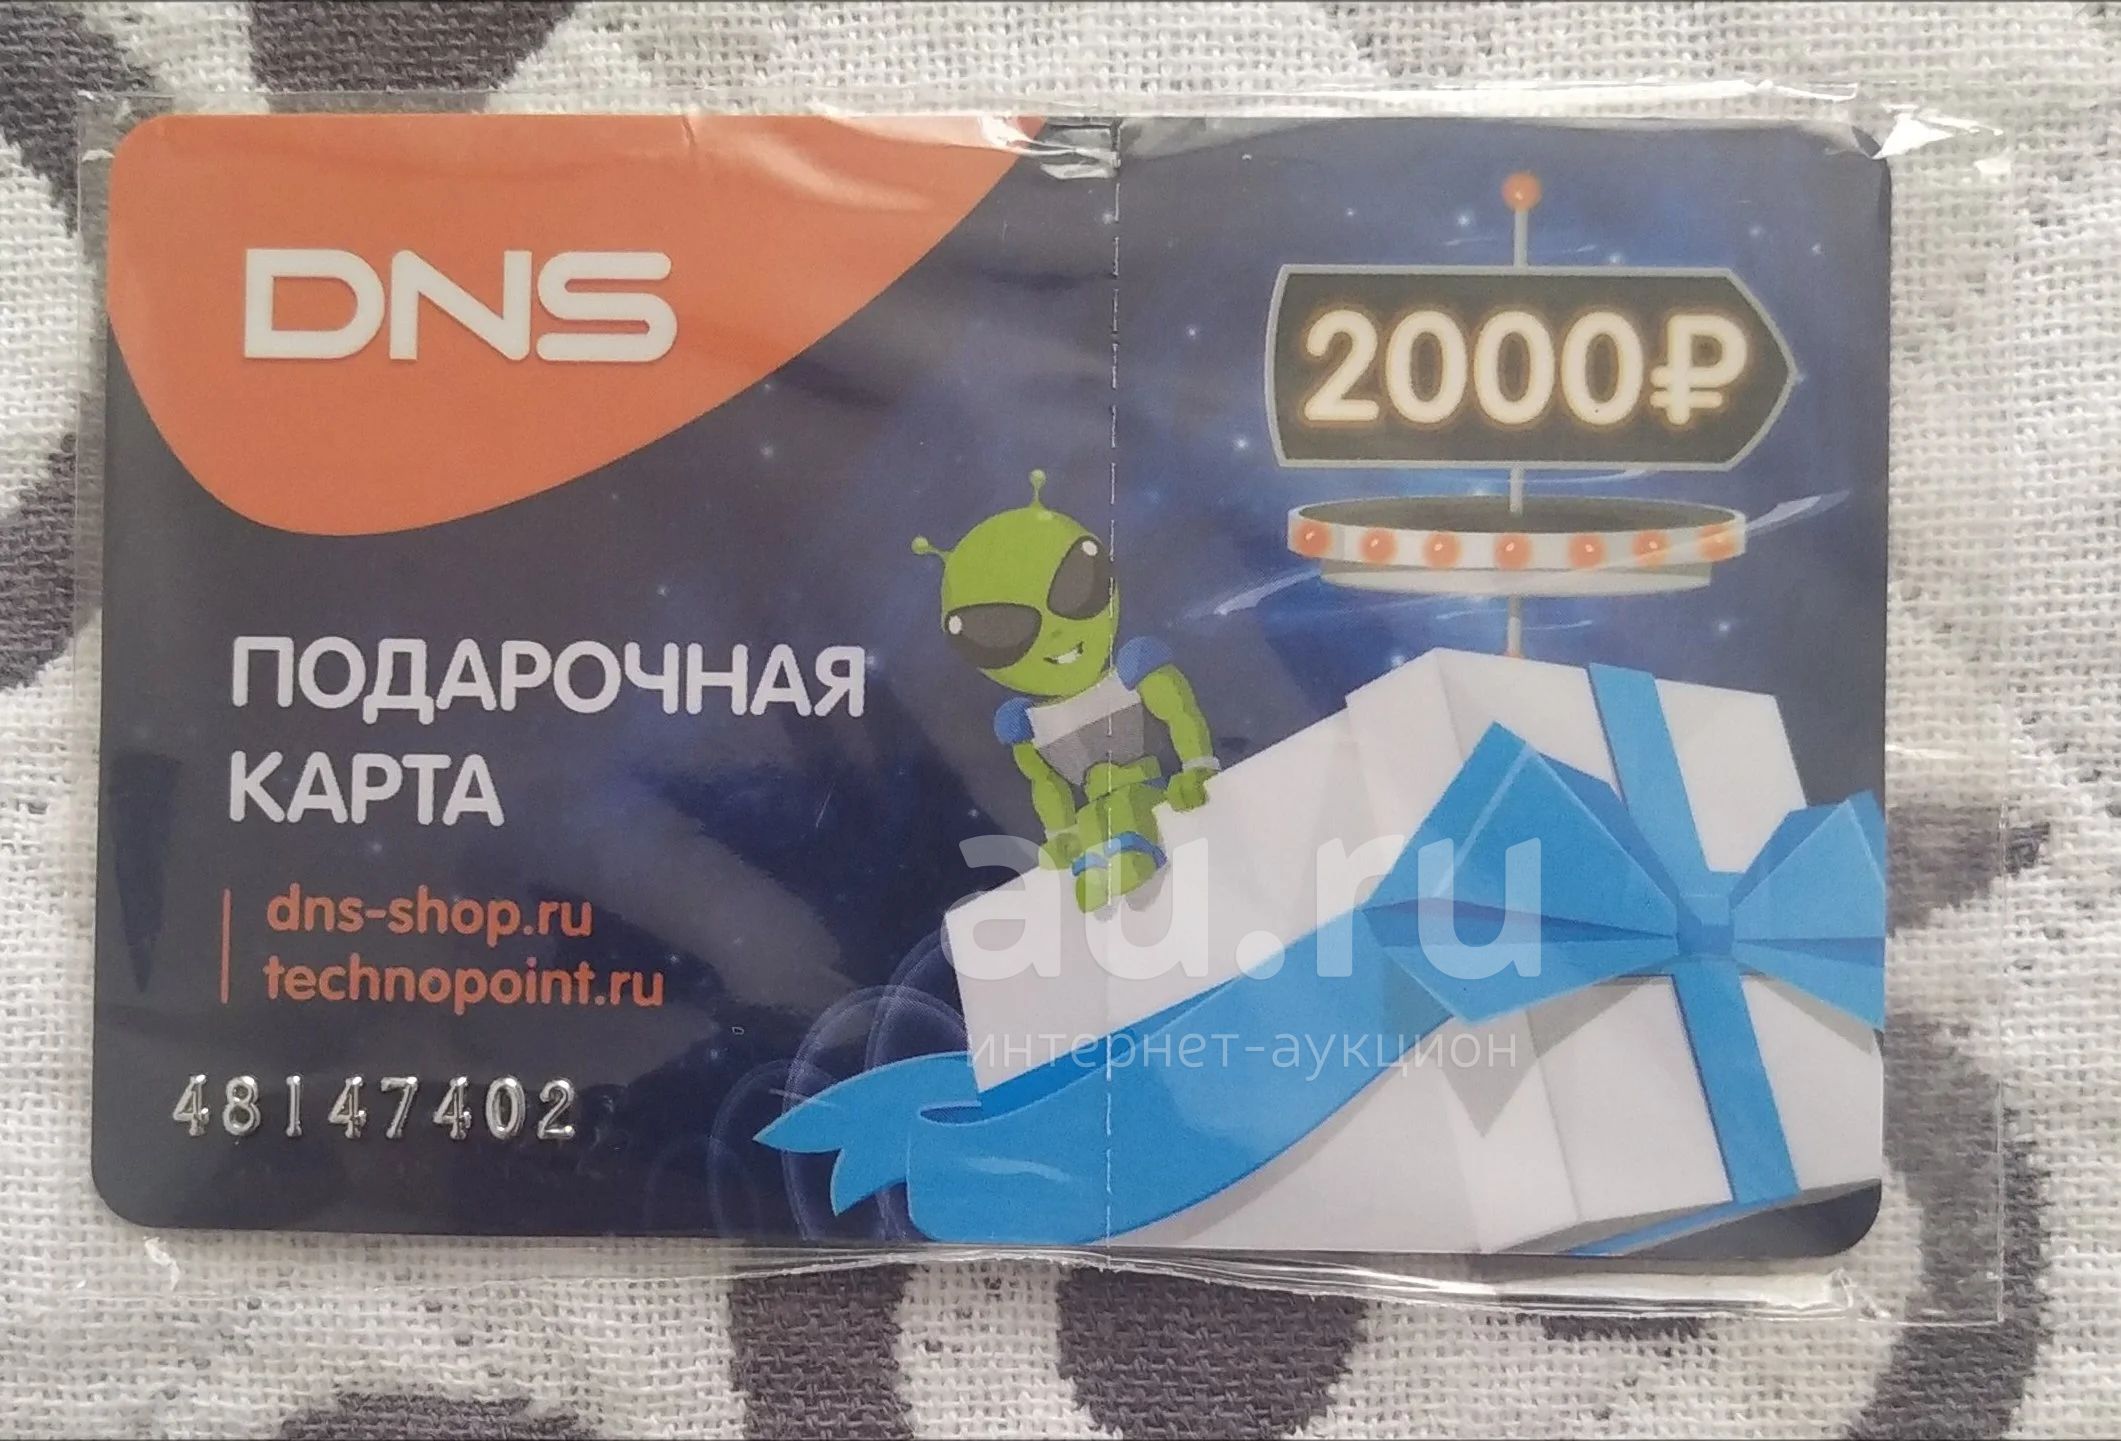 DNS
2000₽
ПОДАРОЧНАЯ
КАРТА
dns-shop.ru
technopoint.ru
48147402
au.ru
интернет-аукцион